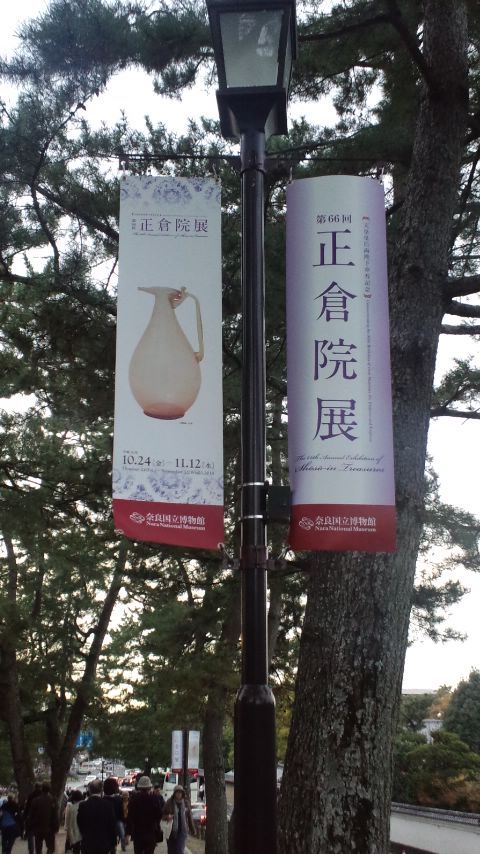 正倉院展
10.24(金)―11.12(水)
奈良国立博物館
Nara National Museum
第66回
正倉院展
The 66th Annual Exhibition of
Shōsō-in Treasures
奈良国立博物館
Nara National Museum